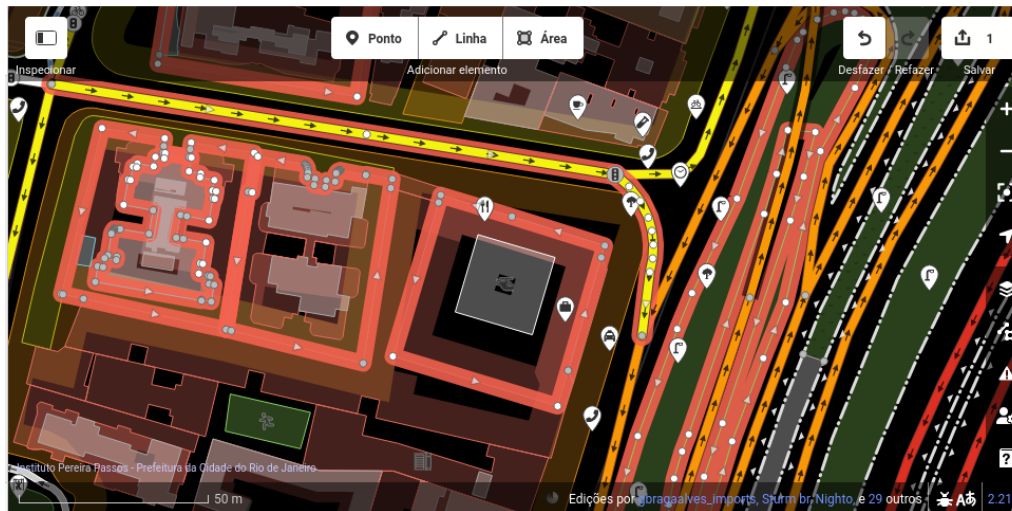 Ponto
Linha
Área
1
Inspecionar
Adicionar elemento
Desfazer
Refazer
Salvar
Instituto Pereira Passos - Prefeitura da Cidade do Rio de Janeiro
50 m
Edições por gbragaalves_imports, Sturm br, Nighto, e 29 outros
2.21